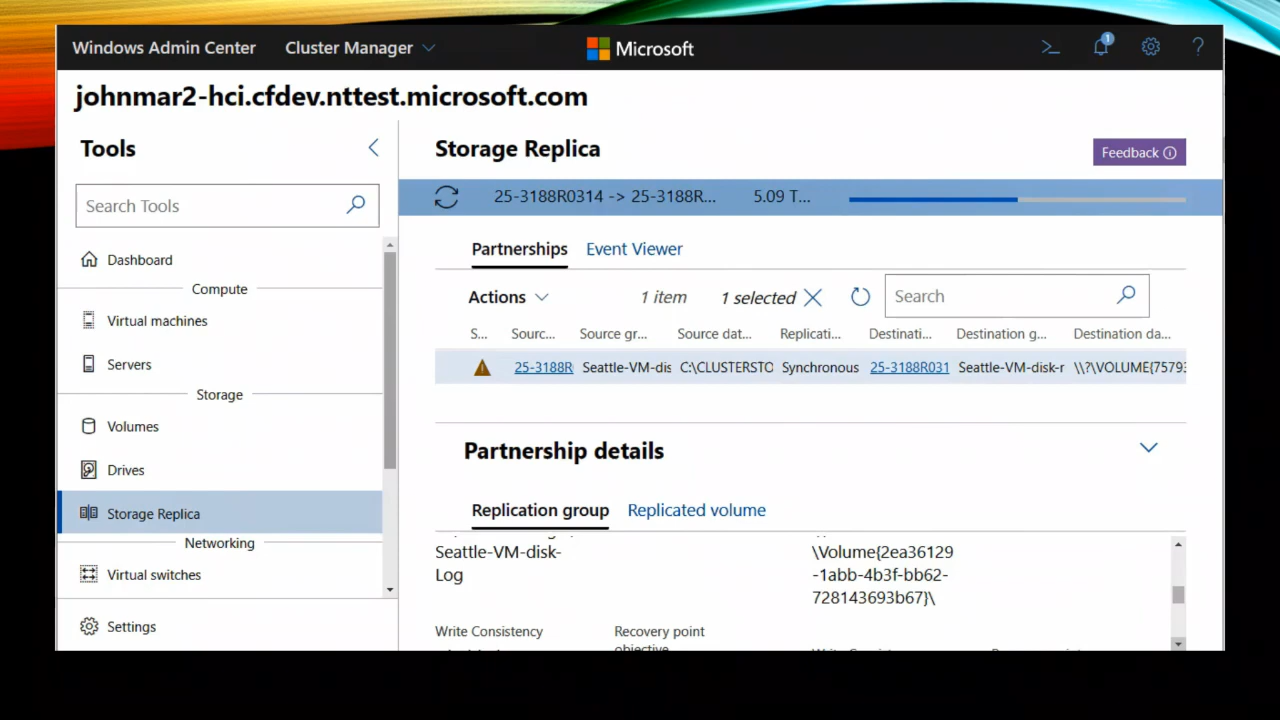 Windows Admin Center Cluster Manager Microsoft 1 ?
johnmar2-hci.cfdev.nttest.microsoft.com
Tools
Search Tools
Dashboard
Compute
Virtual machines
Servers
Storage
Volumes
Drives
Storage Replica
Networking
Virtual switches
Settings
Storage Replica
Feedback
25-3188R0314 -> 25-3188R... 5.09 T...
Partnerships Event Viewer
Actions 1 item 1 selected Search
S... Sourc... Source gr... Source dat... Replicati... Destinati... Destination g... Destination da...
25-3188R Seattle-VM-dis C:\CLUSTERSTO Synchronous 25-3188R031 Seattle-VM-disk-r \\?\VOLUME{7579
Partnership details
Replication group Replicated volume
Seattle-VM-disk-
Log
\Volume{2ea36129
-1abb-4b3f-bb62-
728143693b67}\
Write Consistency Recovery point
objective